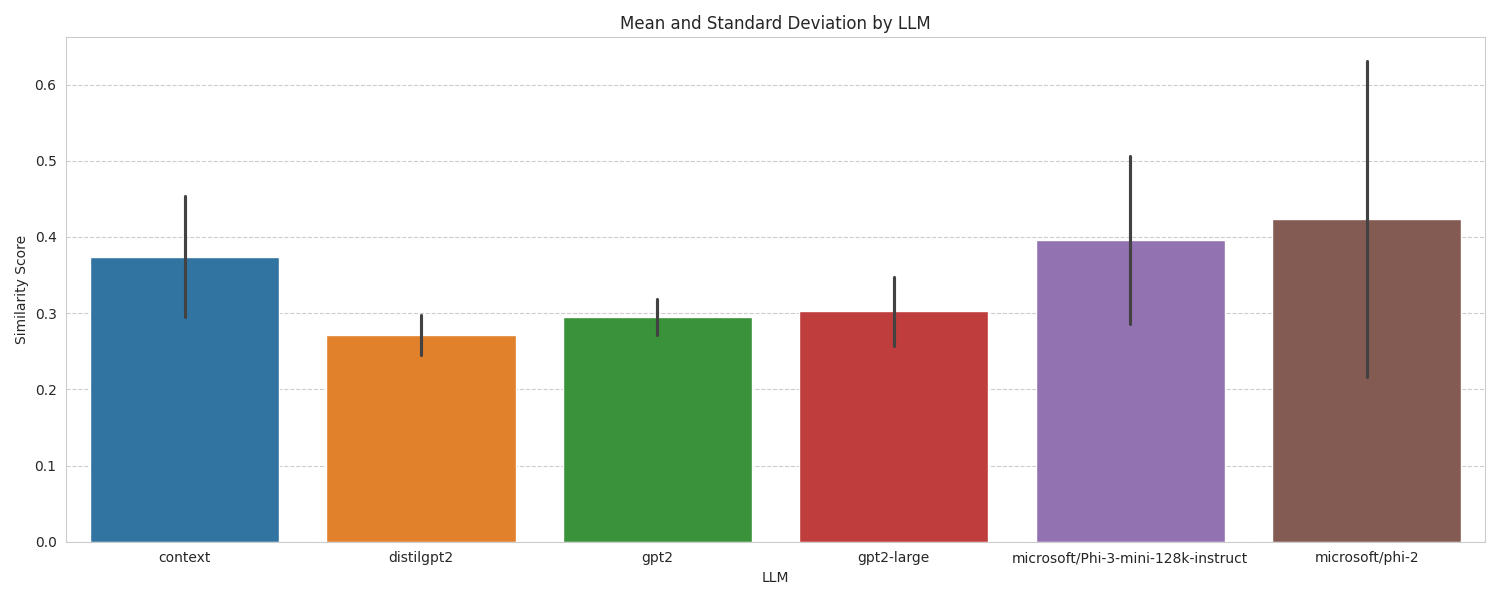 Mean and Standard Deviation by LLM
Similarity Score
0.6
0.5
0.4
0.3
0.2
0.1
0.0
context
distilgpt2
gpt2
gpt2-large
microsoft/Phi-3-mini-128k-instruct
microsoft/phi-2
LLM